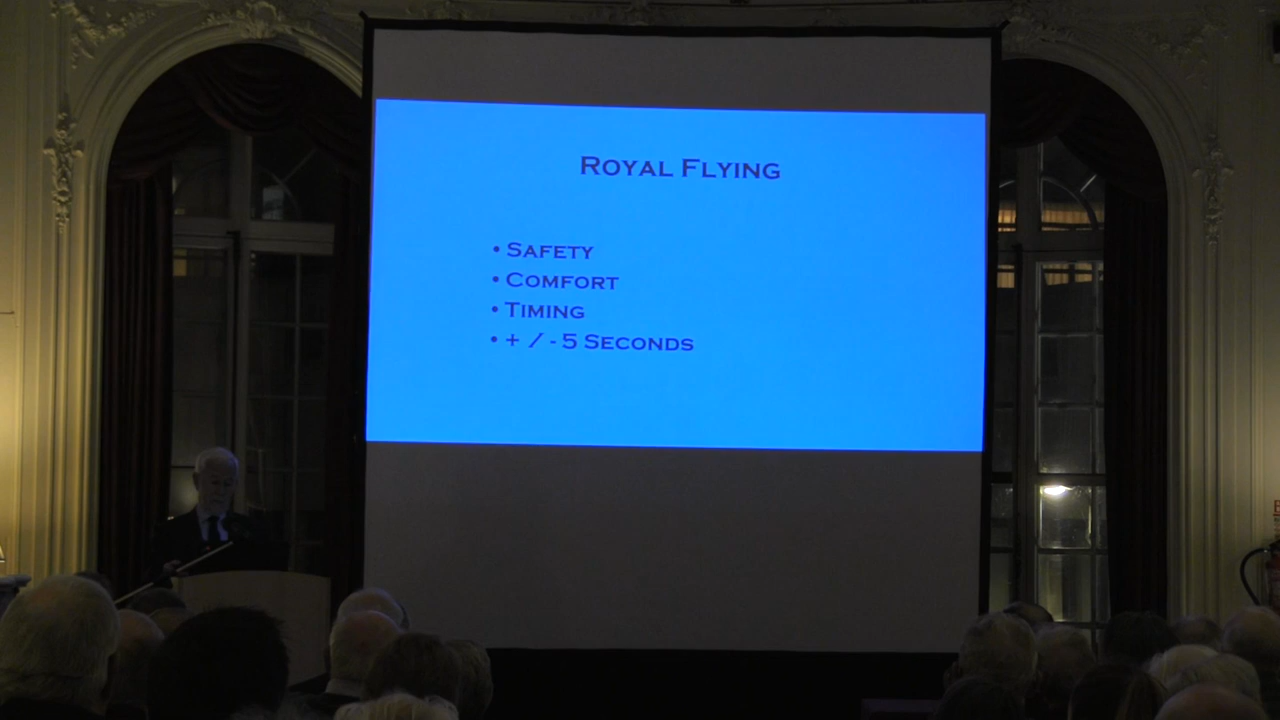 Royal Flying
• Safety
• Comfort
• Timing
• + / - 5 Seconds